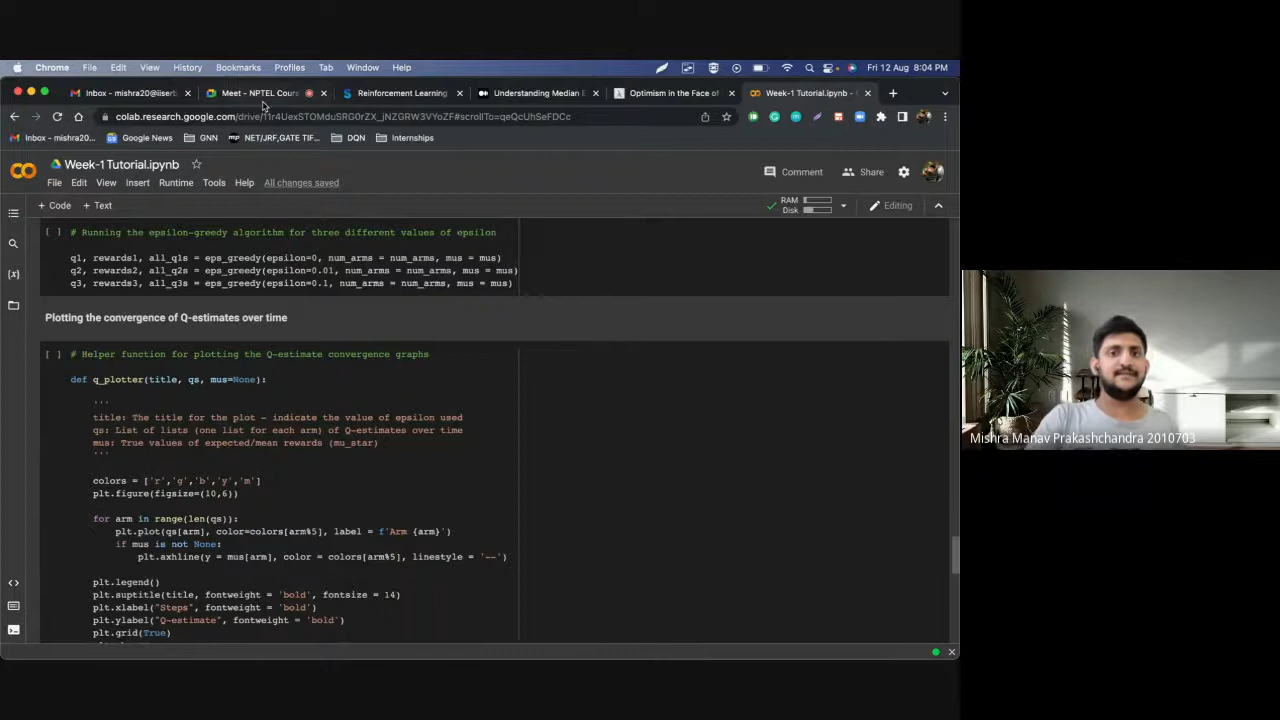 Chrome File Edit View History Bookmarks Profiles Tab Window Help
Fri 12 Aug 8:04 PM
Inbox - mishra20@iiserb
Meet - NPTEL Cours
Reinforcement Learning
Understanding Median E
Optimism in the Face of
Week-1 Tutorial.ipynb -
Inbox - mishra20@...
Google News
GNN
NET/JRF,GATE TIF...
DQN
Internships
Week-1 Tutorial.ipynb
File Edit View Insert Runtime Tools Help All changes saved
Comment
Share
+ Code + Text
RAM
Disk
Editing
[ ] # Running the epsilon-greedy algorithm for three different values of epsilon
q1, rewards1, all_q1s = eps_greedy(epsilon=0, num_arms = num_arms, mus = mus)
q2, rewards2, all_q2s = eps_greedy(epsilon=0.01, num_arms = num_arms, mus = mus)
q3, rewards3, all_q3s = eps_greedy(epsilon=0.1, num_arms = num_arms, mus = mus)
Plotting the convergence of Q-estimates over time
[ ] # Helper function for plotting the Q-estimate convergence graphs
def q_plotter(title, qs, mus=None):
'''
title: The title for the plot - indicate the value of epsilon used
qs: List of lists (one list for each arm) of Q-estimates over time
mus: True values of expected/mean rewards (mu_star)
'''
colors = ['r','g','b','y','m']
plt.figure(figsize=(10,6))
for arm in range(len(qs)):
plt.plot(qs[arm], color=colors[arm%5], label = f'Arm {arm}')
if mus is not None:
plt.axhline(y = mus[arm], color = colors[arm%5], linestyle = '--')
plt.legend()
plt.suptitle(title, fontweight = 'bold', fontsize = 14)
plt.xlabel("Steps", fontweight = 'bold')
plt.ylabel("Q-estimate", fontweight = 'bold')
plt.grid(True)
Mishra Manav Prakashchandra 2010703